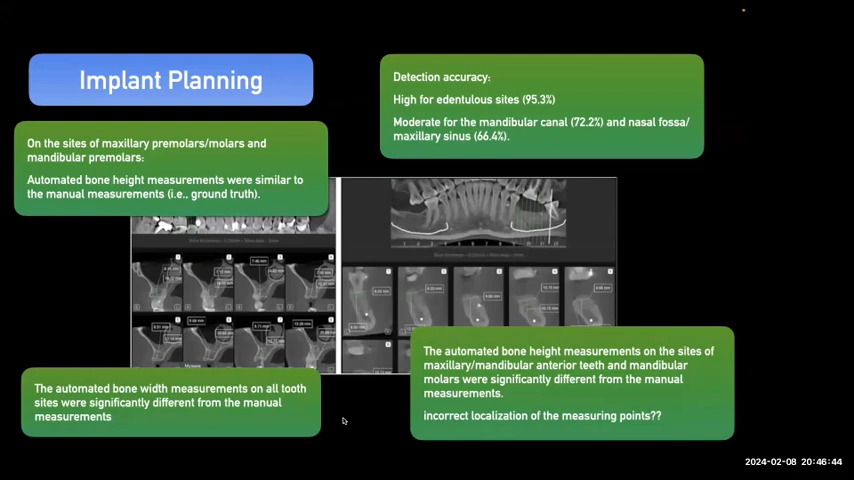 Implant Planning
Detection accuracy:
High for edentulous sites (95.3%)
Moderate for the mandibular canal (72.2%) and nasal fossa/
maxillary sinus (66.4%).
On the sites of maxillary premolars/molars and
mandibular premolars:
Automated bone height measurements were similar to
the manual measurements (i.e., ground truth).
The automated bone height measurements on the sites of
maxillary/mandibular anterior teeth and mandibular
molars were significantly different from the manual
measurements.
incorrect localization of the measuring points??
The automated bone width measurements on all tooth
sites were significantly different from the manual
measurements
2024-02-08 20:46:44